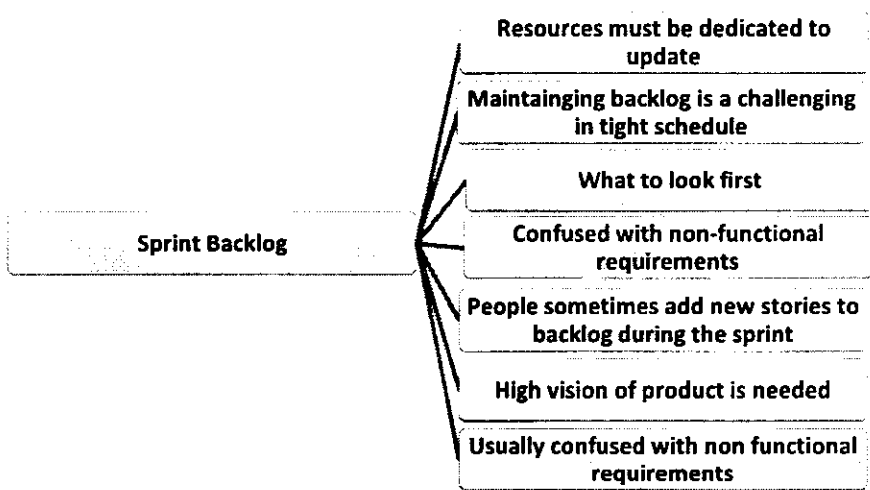 Resources must be dedicated to
update
Maintainging backlog is a challenging
in tight schedule
What to look first
Sprint Backlog
Confused with non-functional
requirements
People sometimes add new stories to
backlog during the sprint
High vision of product is needed
Usually confused with non functional
requirements